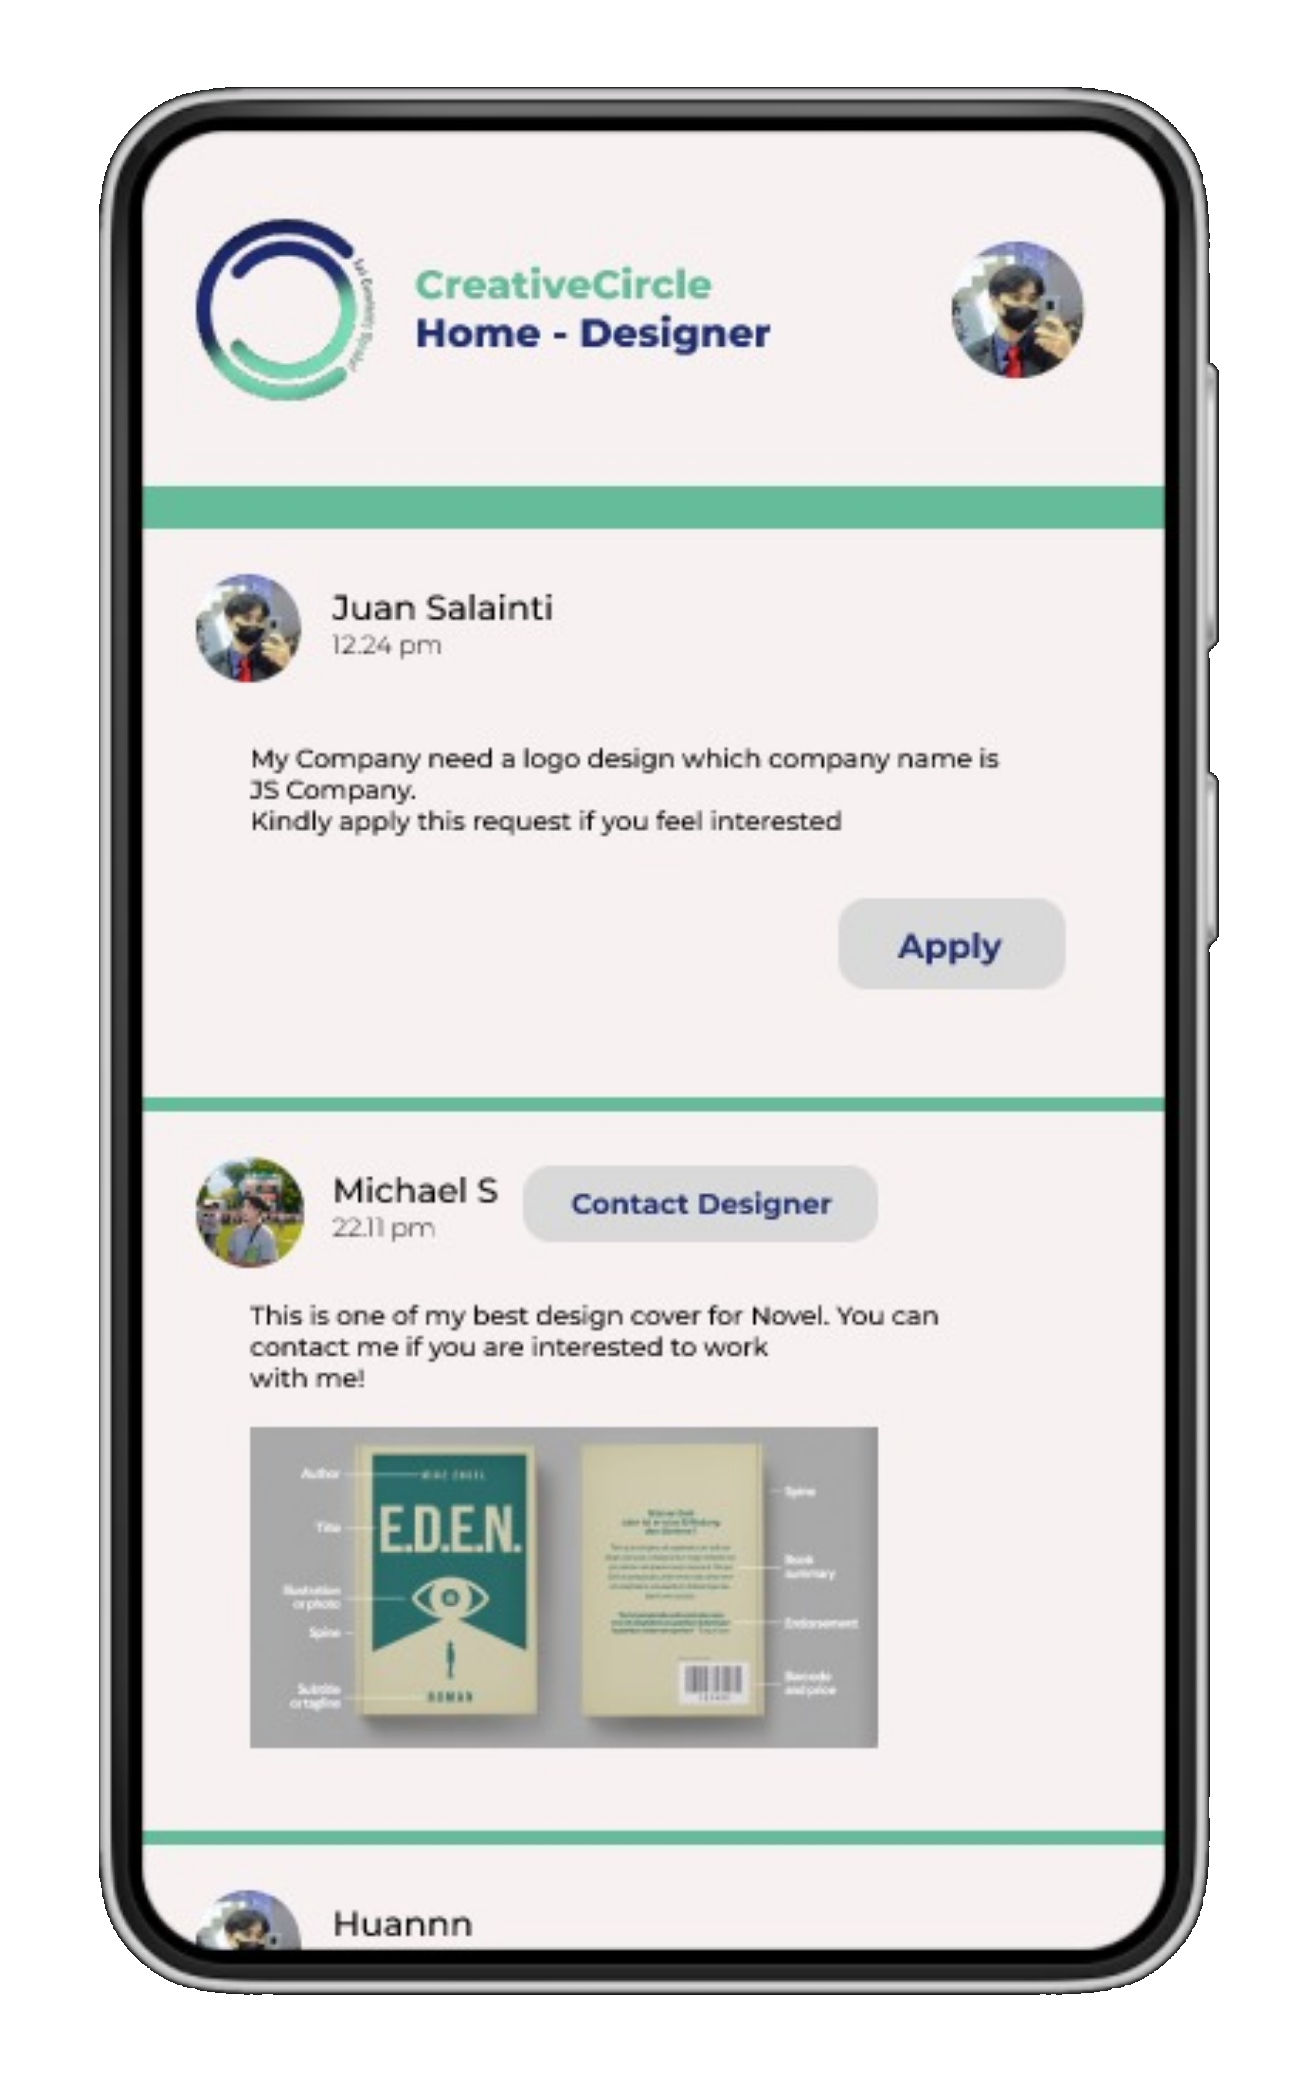 CreativeCircle
Home - Designer
Juan Salainti
12.24 pm
My Company need a logo design which company name is
JS Company.
Kindly apply this request if you feel interested
Apply
Michael S
Contact Designer
22.11 pm
This is one of my best design cover for Novel. You can
contact me if you are interested to work
with me!
Author
Title
Illustration
or photo
Spine
Subtitle
or tagline
E.D.E.N.
ROMAN
Spine
Book
summary
Endorsement
Barcode
and price
Huannn